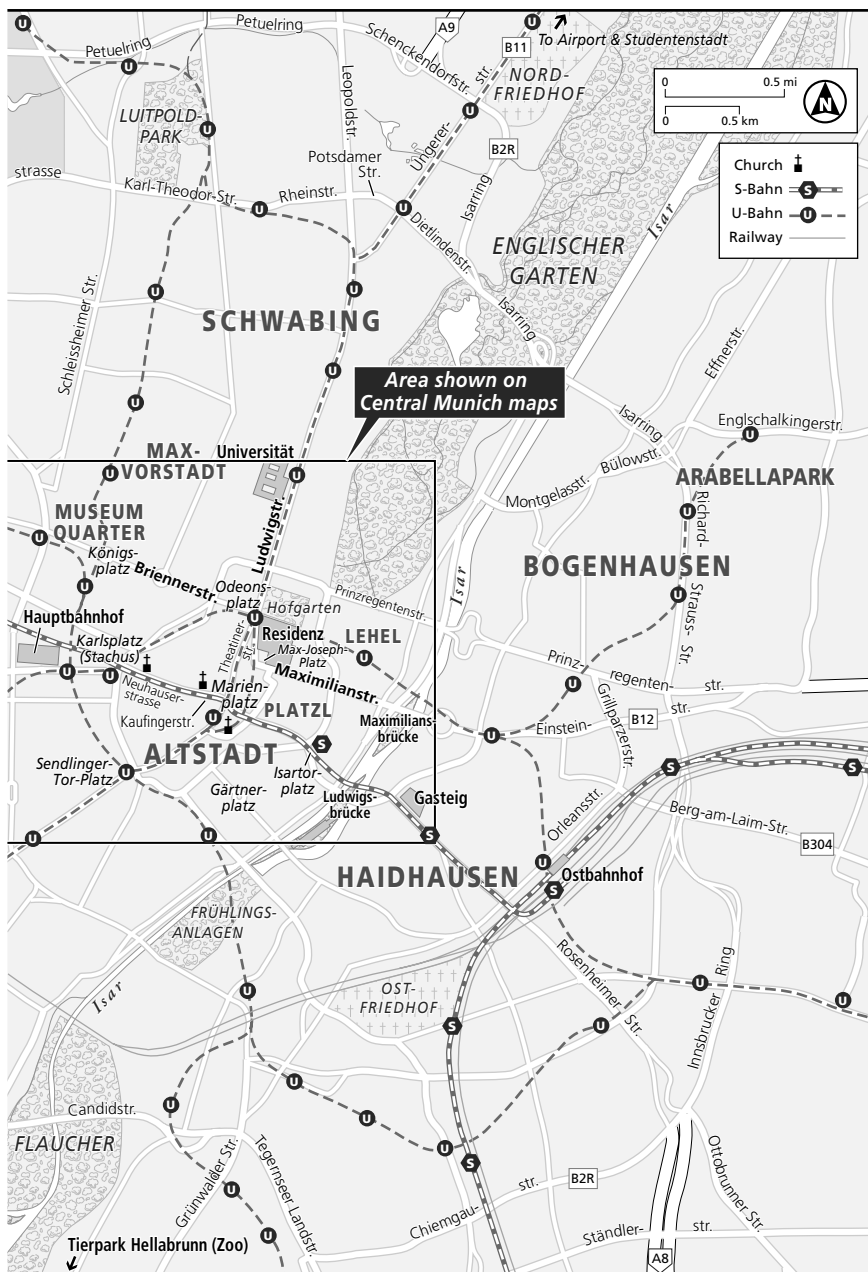 Petuelring
Petuelring
Schenckendorfstr.
A9
B11
To Airport & Studentenstadt
NORD-
FRIEDHOF
0 0.5 mi
0 0.5 km
N
Church
S-Bahn
S
U-Bahn
U
Railway
LUITPOLD-
PARK
Leopoldstr.
Ungerer-
str.
B2R
Potsdamer
Str.
strasse
Karl-Theodor-Str.
Rheinstr.
Dietlindenstr.
Isarring
ENGLISCHER
GARTEN
Isar
Isarring
Schleissheimer Str.
SCHWABING
Effnerstr.
Area shown on
Central Munich maps
Isarring
Englschalkingerstr.
MAX-
VORSTADT
Universität
Bülowstr.
Montgelasstr.
ARABELLAPARK
MUSEUM
QUARTER
Ludwigstr.
Richard-
Strauss-
Str.
BOGENHAUSEN
Königs-
platz
Briennerstr.
Odeons-
platz
Hofgarten
Prinzregentenstr.
Isar
Hauptbahnhof
Karlsplatz
(Stachus)
Theatiner-
str.
Residenz
Max-Joseph-
Platz
LEHEL
Prinz-
regenten-
str.
Neuhauser-
strasse
Marien-
platz
Maximilianstr.
Kaufingerstr.
PLATZL
Maximilians-
brücke
Einstein-
str.
B12
Grillparzerstr.
ALTSTADT
Sendlinger-
Tor-Platz
Isartor-
platz
Gärtner-
platz
Ludwigs-
brücke
Gasteig
Orleansstr.
Berg-am-Laim-Str.
B304
HAIDHAUSEN
Ostbahnhof
FRÜHLINGS-
ANLAGEN
Isar
OST-
FRIEDHOF
Rosenheimer
Str.
Innsbrucker
Ring
Candidstr.
FLAUCHER
Grünwalder Str.
Tegernseer Landstr.
Chiemgau-
str.
B2R
Ottobrunner Str.
Ständler-
str.
A8
Tierpark Hellabrunn (Zoo)